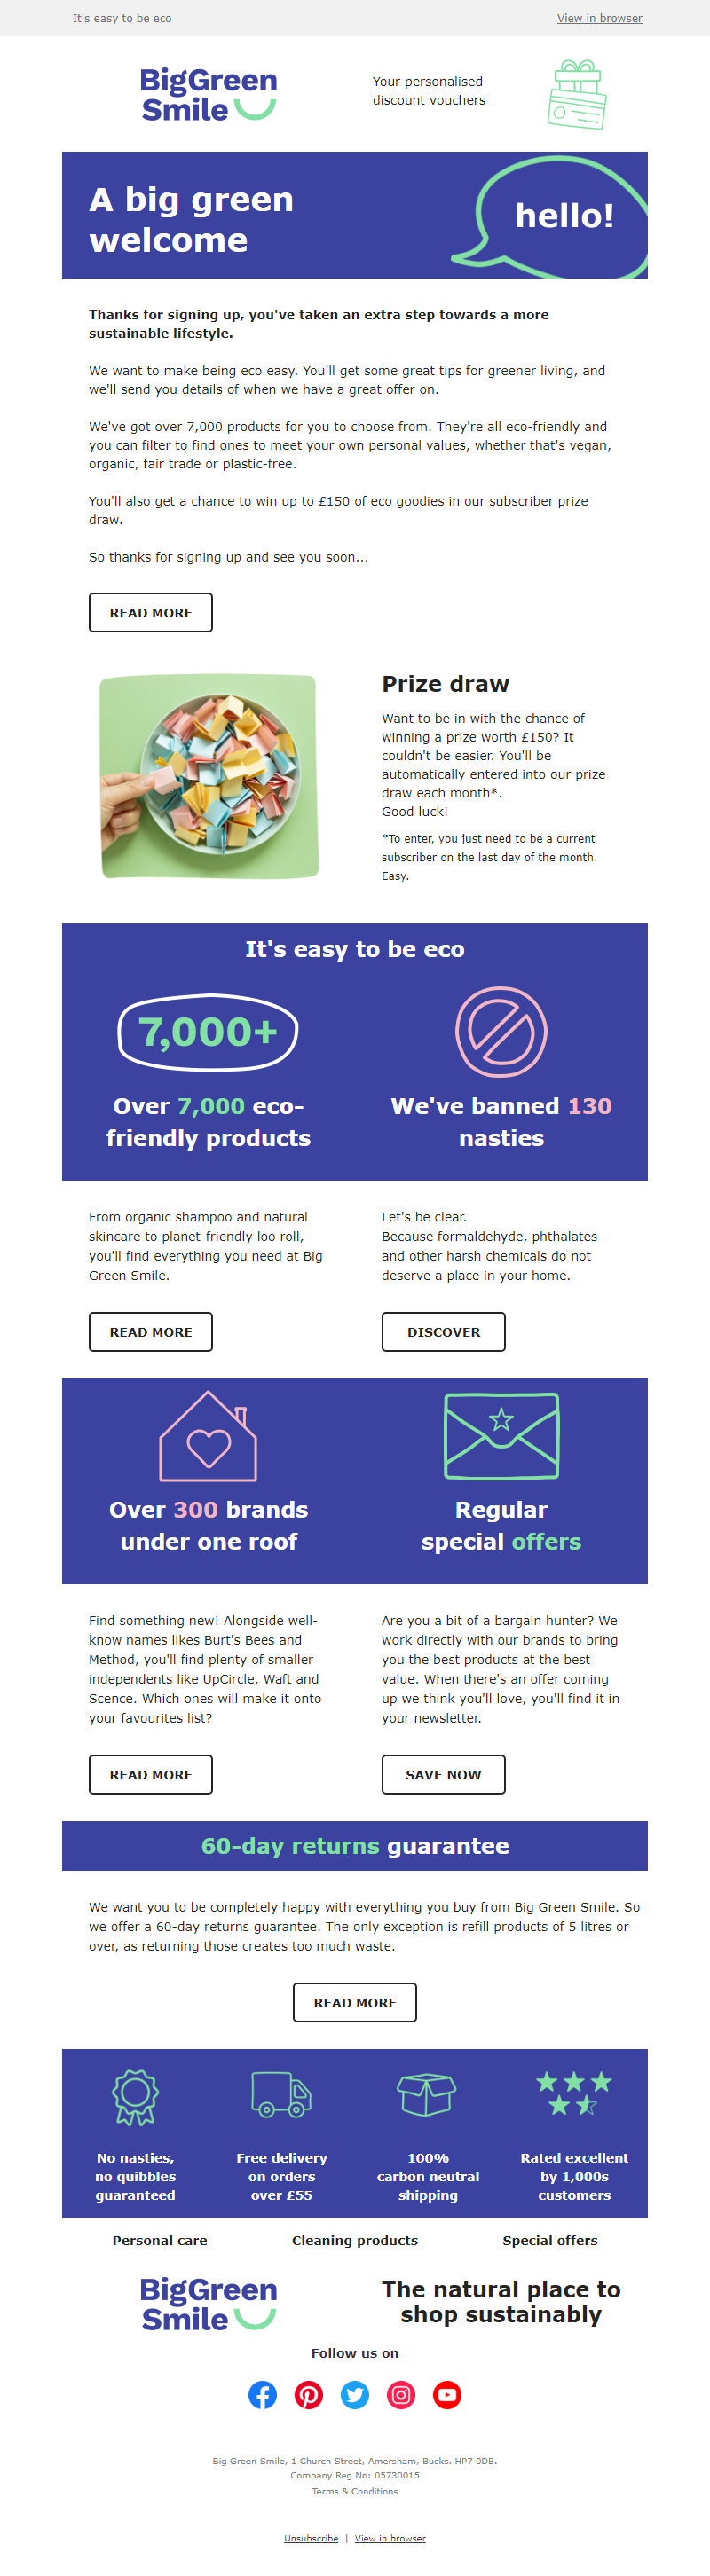 It's easy to be eco
View in browser
BigGreen
Smile
Your personalised
discount vouchers
A big green
welcome
hello!
Thanks for signing up, you've taken an extra step towards a more
sustainable lifestyle.
We want to make being eco easy. You'll get some great tips for greener living, and
we'll send you details of when we have a great offer on.
We've got over 7,000 products for you to choose from. They're all eco-friendly and
you can filter to find ones to meet your own personal values, whether that's vegan,
organic, fair trade or plastic-free.
You'll also get a chance to win up to £150 of eco goodies in our subscriber prize
draw.
So thanks for signing up and see you soon...
READ MORE
Prize draw
Want to be in with the chance of
winning a prize worth £150? It
couldn't be easier. You'll be
automatically entered into our prize
draw each month*.
Good luck!
*To enter, you just need to be a current
subscriber on the last day of the month.
Easy.
It's easy to be eco
7,000+
Over 7,000 eco-
friendly products
We've banned 130
nasties
From organic shampoo and natural
skincare to planet-friendly loo roll,
you'll find everything you need at Big
Green Smile.
READ MORE
Let's be clear.
Because formaldehyde, phthalates
and other harsh chemicals do not
deserve a place in your home.
DISCOVER
Over 300 brands
under one roof
Regular
special offers
Find something new! Alongside well-
know names likes Burt's Bees and
Method, you'll find plenty of smaller
independents like UpCircle, Waft and
Scence. Which ones will make it onto
your favourites list?
READ MORE
Are you a bit of a bargain hunter? We
work directly with our brands to bring
you the best products at the best
value. When there's an offer coming
up we think you'll love, you'll find it in
your newsletter.
SAVE NOW
60-day returns guarantee
We want you to be completely happy with everything you buy from Big Green Smile. So
we offer a 60-day returns guarantee. The only exception is refill products of 5 litres or
over, as returning those creates too much waste.
READ MORE
No nasties,
no quibbles
guaranteed
Free delivery
on orders
over £55
100%
carbon neutral
shipping
Rated excellent
by 1,000s
customers
Personal care
Cleaning products
Special offers
BigGreen
Smile
The natural place to
shop sustainably
Follow us on
Big Green Smile, 1 Church Street, Amersham, Bucks. HP7 0DB.
Company Reg No: 05730015
Terms & Conditions
Unsubscribe | View in browser